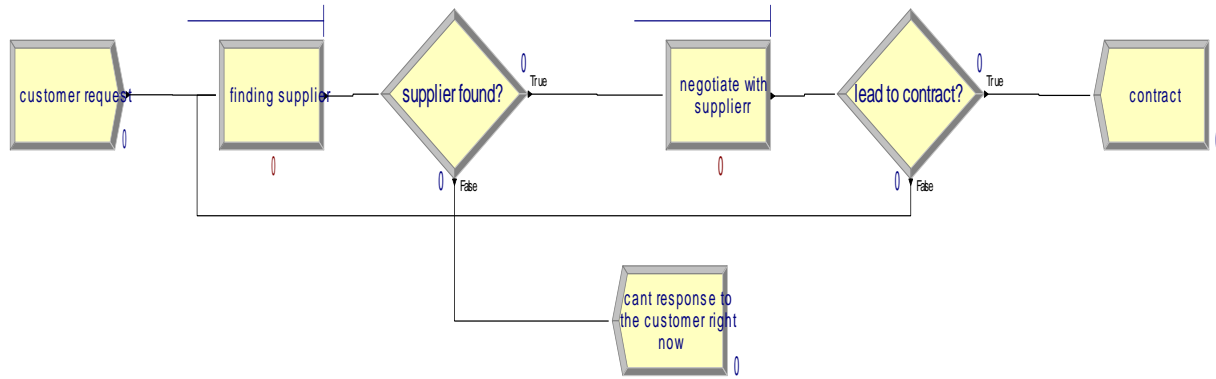 customer request
0
finding supplier
0
supplier found?
0
True
0
False
negotiate with
supplierr
0
lead to contract?
0
True
0
False
contract
cant response to
the customer right
now
0